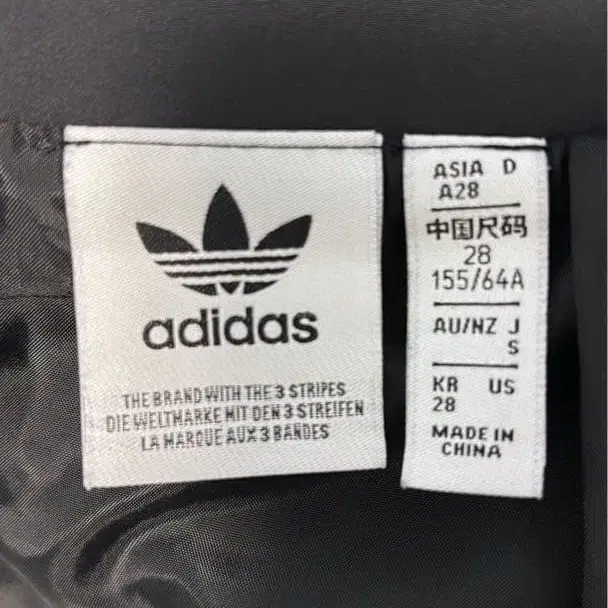 adidas
THE BRAND WITH THE 3 STRIPES
DIE WELTMARKE MIT DEN 3 STREIFEN
LA MARQUE AUX 3 BANDES
ASIA D
A28
中国尺码
28
155/64A
AU/NZ J
S
KR US
28
MADE IN
CHINA